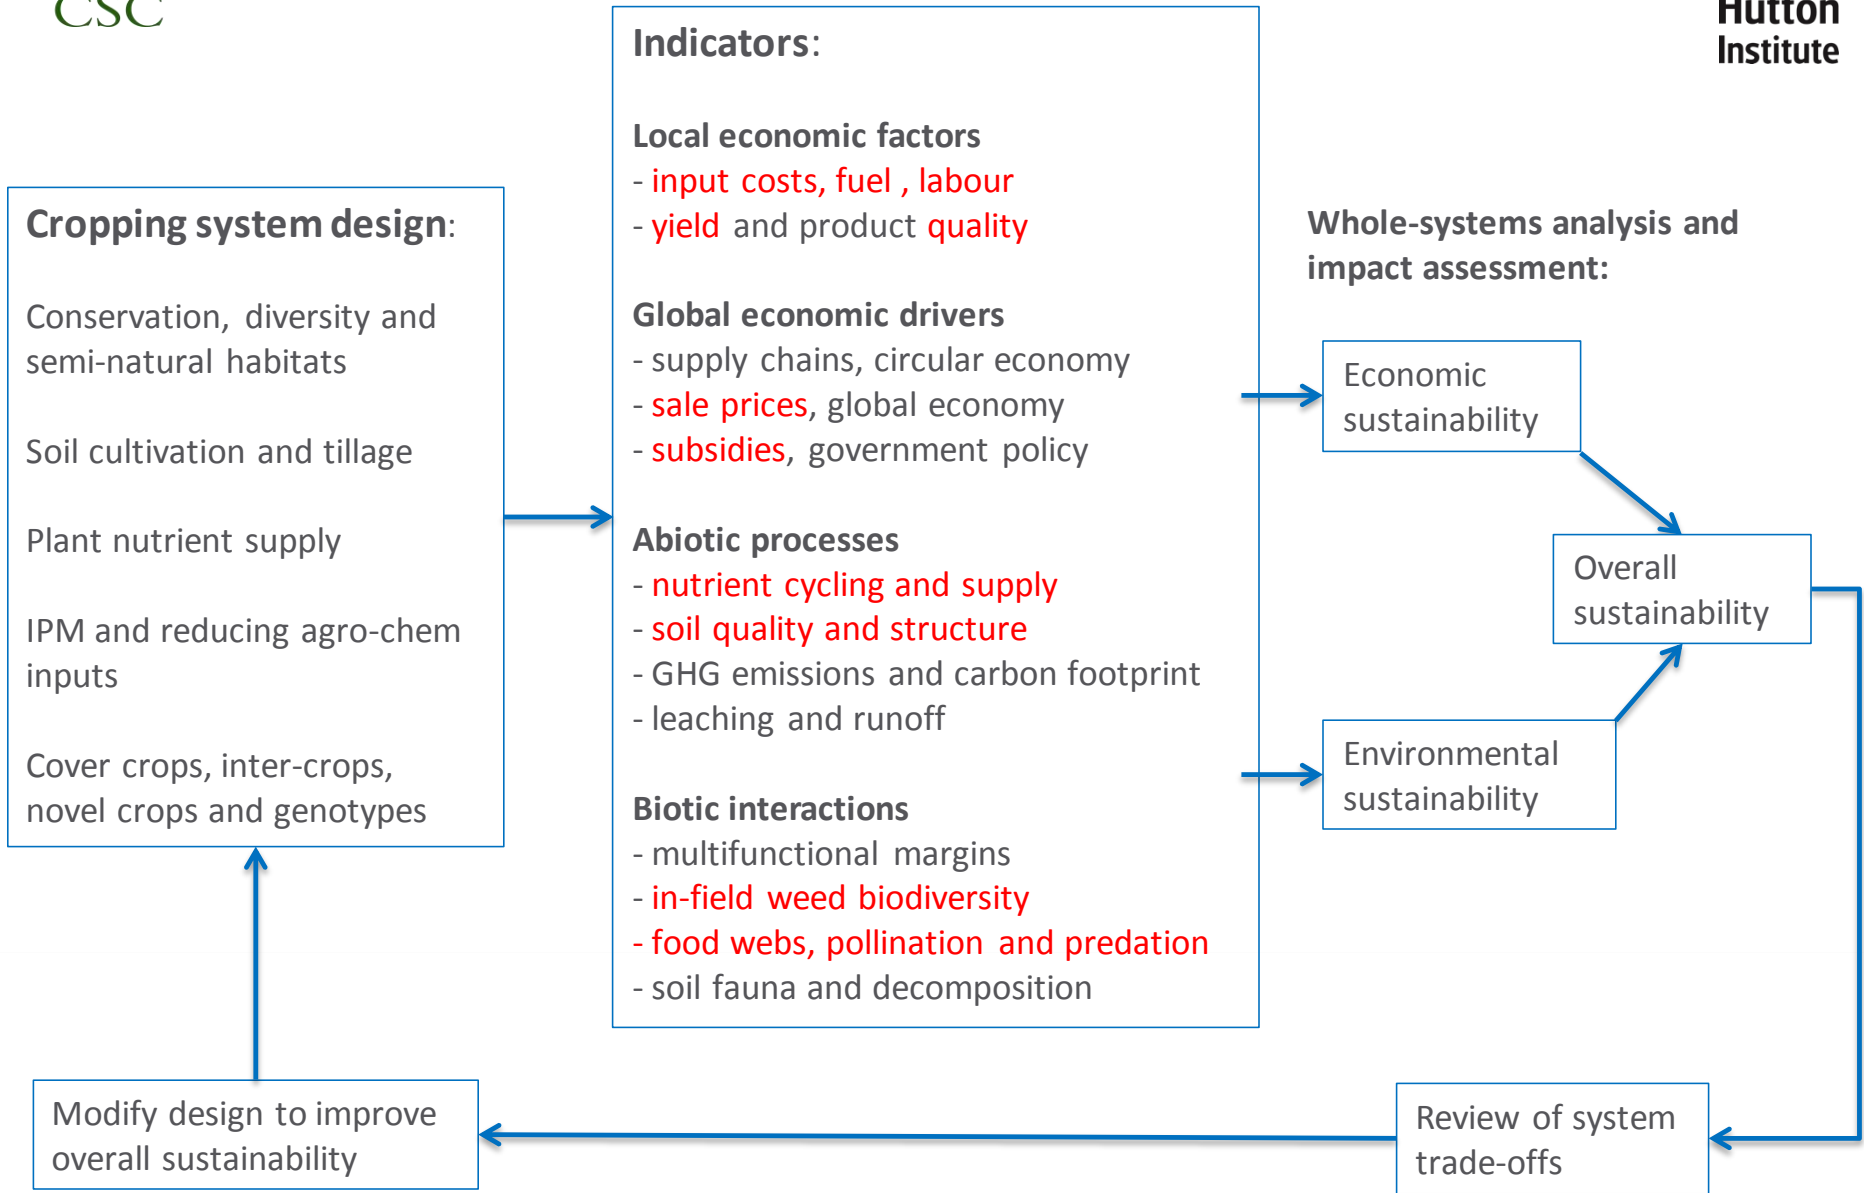 CSC
Hutton
Institute
Indicators:
Local economic factors
- input costs, fuel , labour
- yield and product quality
Global economic drivers
- supply chains, circular economy
- sale prices, global economy
- subsidies, government policy
Abiotic processes
- nutrient cycling and supply
- soil quality and structure
- GHG emissions and carbon footprint
- leaching and runoff
Biotic interactions
- multifunctional margins
- in-field weed biodiversity
- food webs, pollination and predation
- soil fauna and decomposition
Cropping system design:
Conservation, diversity and
semi-natural habitats
Soil cultivation and tillage
Plant nutrient supply
IPM and reducing agro-chem
inputs
Cover crops, inter-crops,
novel crops and genotypes
Whole-systems analysis and
impact assessment:
Economic
sustainability
Overall
sustainability
Environmental
sustainability
Review of system
trade-offs
Modify design to improve
overall sustainability